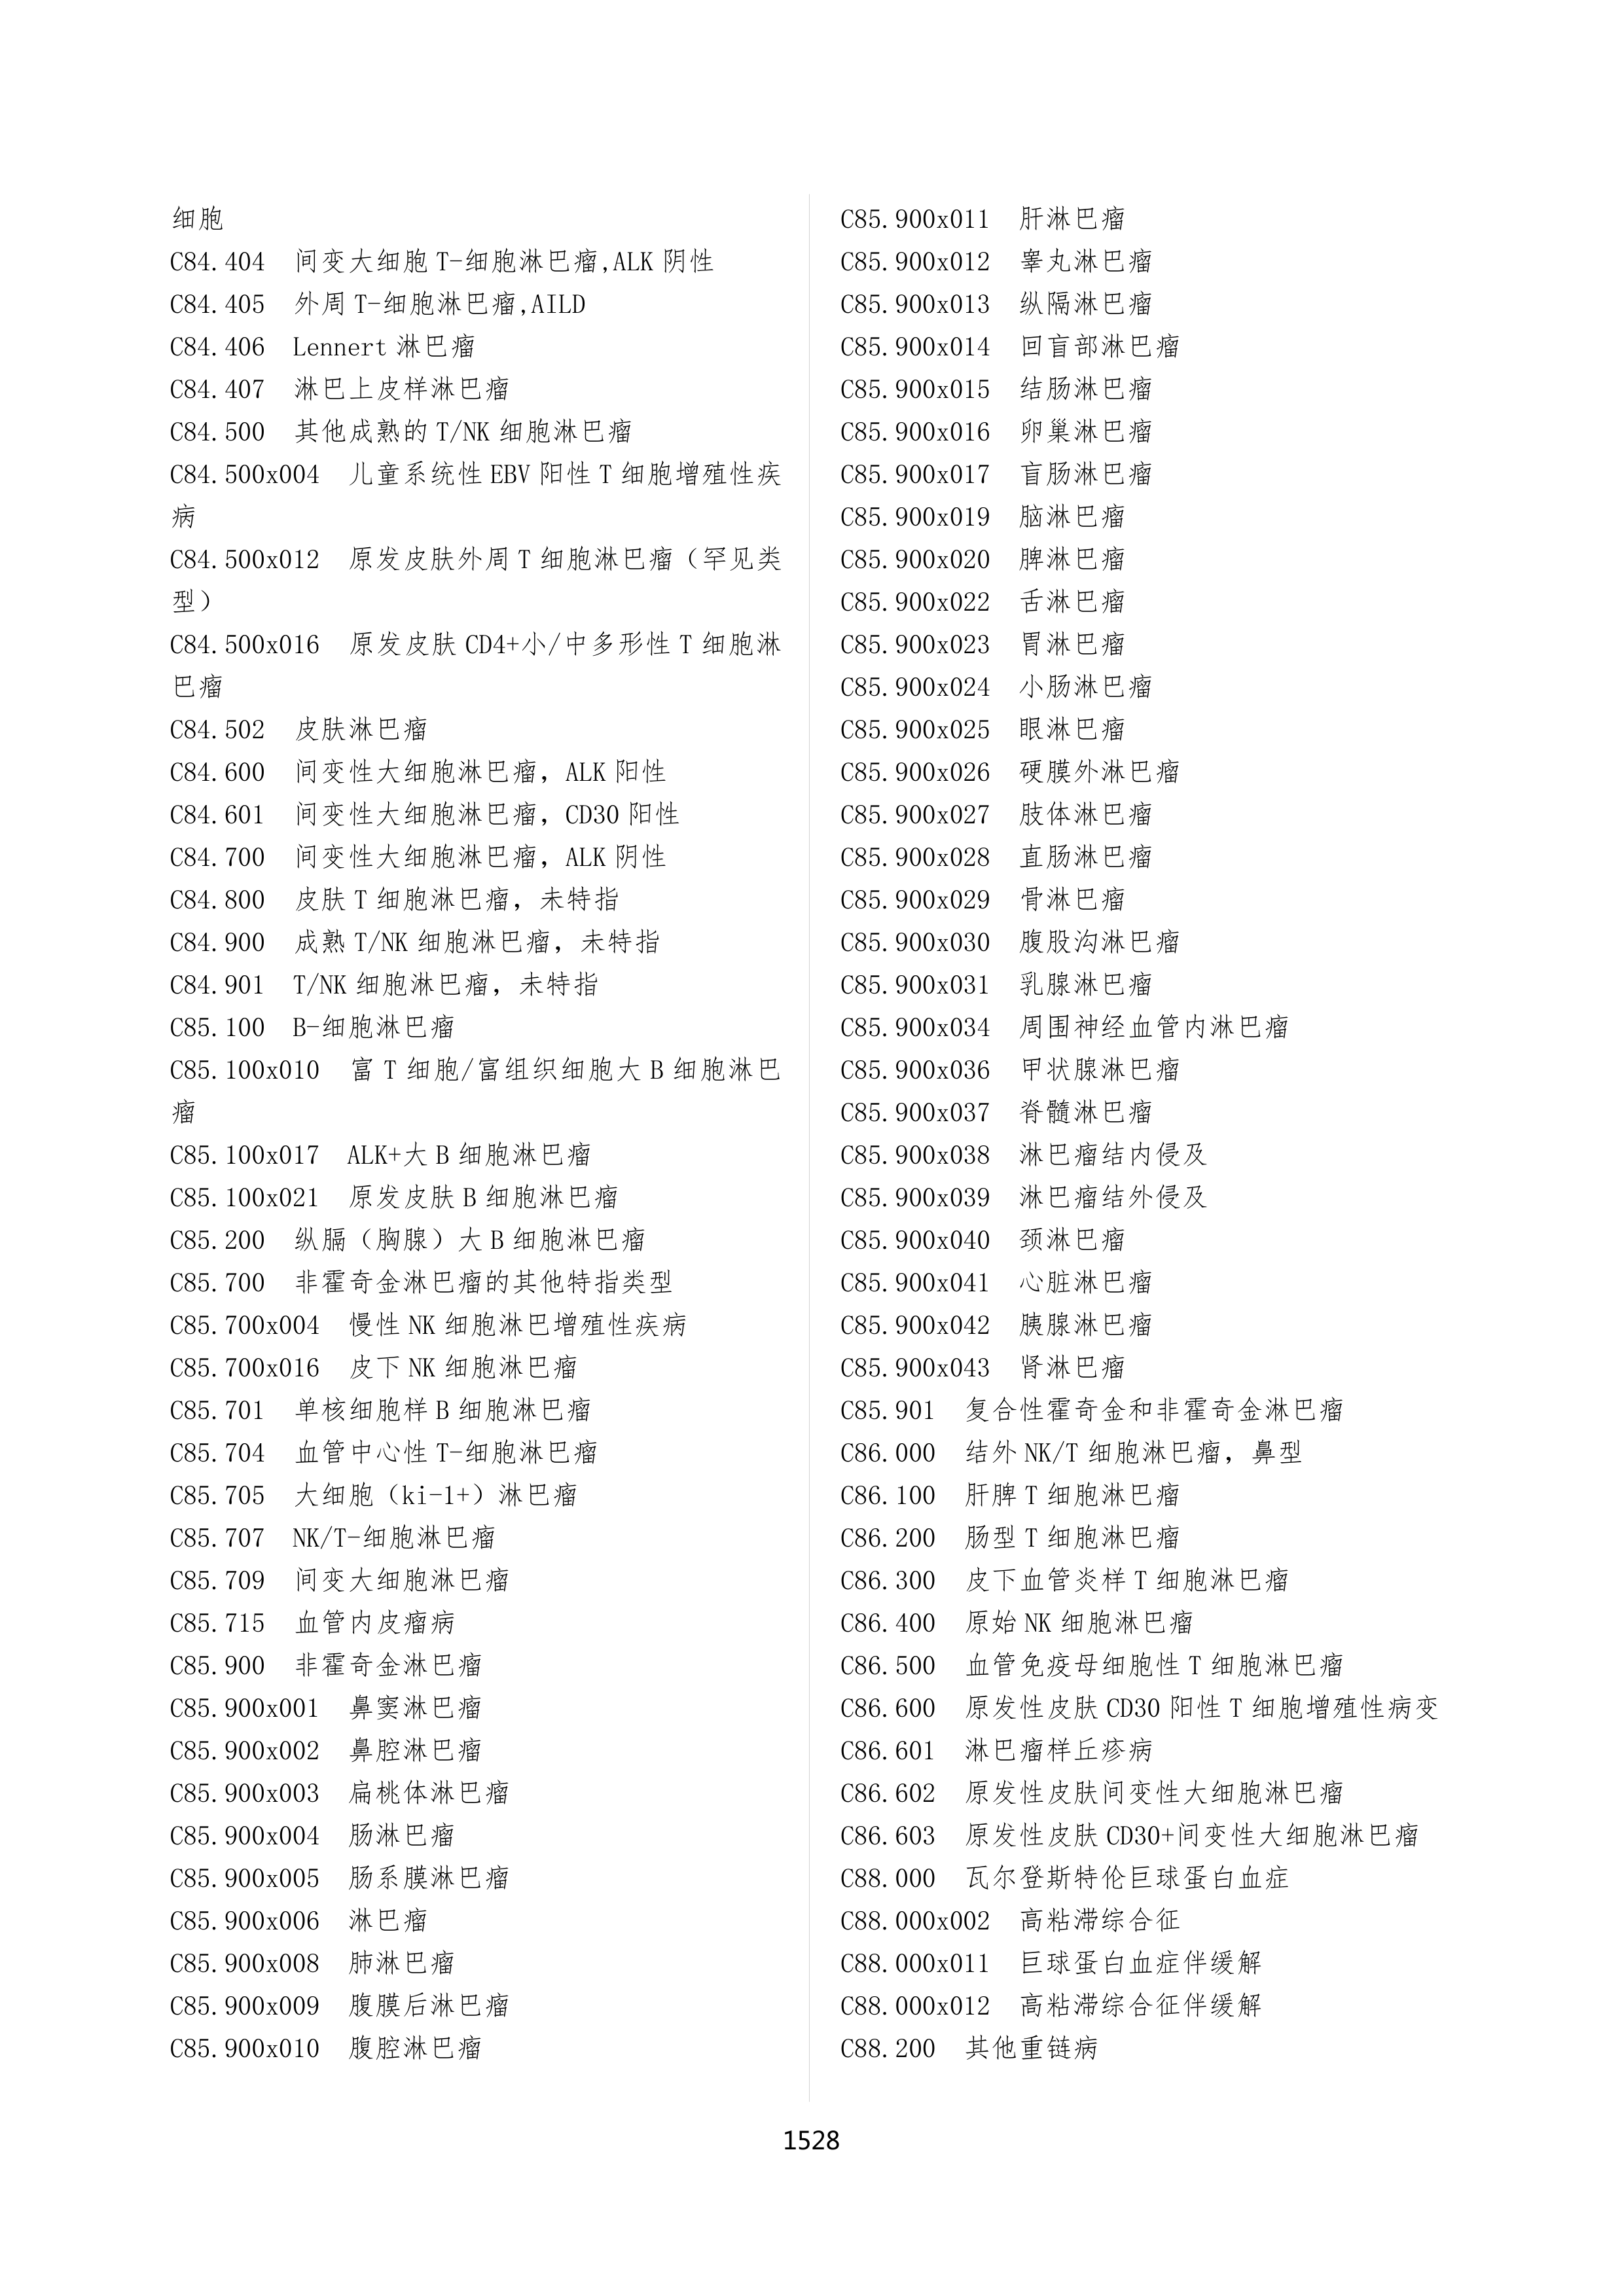 细胞
C84.404 间变大细胞 T-细胞淋巴瘤,ALK 阴性
C84.405 外周 T-细胞淋巴瘤,AILD
C84.406 Lennert 淋巴瘤
C84.407 淋巴上皮样淋巴瘤
C84.500 其他成熟的 T/NK 细胞淋巴瘤
C84.500x004 儿童系统性 EBV 阳性 T 细胞增殖性疾
病
C84.500x012 原发皮肤外周 T 细胞淋巴瘤（罕见类
型）
C84.500x016 原发皮肤 CD4+小/中多形性 T 细胞淋
巴瘤
C84.502 皮肤淋巴瘤
C84.600 间变性大细胞淋巴瘤，ALK 阳性
C84.601 间变性大细胞淋巴瘤，CD30 阳性
C84.700 间变性大细胞淋巴瘤，ALK 阴性
C84.800 皮肤 T 细胞淋巴瘤，未特指
C84.900 成熟 T/NK 细胞淋巴瘤，未特指
C84.901 T/NK 细胞淋巴瘤，未特指
C85.100 B-细胞淋巴瘤
C85.100x010 富 T 细胞/富组织细胞大 B 细胞淋巴
瘤
C85.100x017 ALK+大 B 细胞淋巴瘤
C85.100x021 原发皮肤 B 细胞淋巴瘤
C85.200 纵膈（胸腺）大 B 细胞淋巴瘤
C85.700 非霍奇金淋巴瘤的其他特指类型
C85.700x004 慢性 NK 细胞淋巴增殖性疾病
C85.700x016 皮下 NK 细胞淋巴瘤
C85.701 单核细胞样 B 细胞淋巴瘤
C85.704 血管中心性 T-细胞淋巴瘤
C85.705 大细胞（ki-1+）淋巴瘤
C85.707 NK/T-细胞淋巴瘤
C85.709 间变大细胞淋巴瘤
C85.715 血管内皮瘤病
C85.900 非霍奇金淋巴瘤
C85.900x001 鼻窦淋巴瘤
C85.900x002 鼻腔淋巴瘤
C85.900x003 扁桃体淋巴瘤
C85.900x004 肠淋巴瘤
C85.900x005 肠系膜淋巴瘤
C85.900x006 淋巴瘤
C85.900x008 肺淋巴瘤
C85.900x009 腹膜后淋巴瘤
C85.900x010 腹腔淋巴瘤
C85.900x011 肝淋巴瘤
C85.900x012 睾丸淋巴瘤
C85.900x013 纵隔淋巴瘤
C85.900x014 回盲部淋巴瘤
C85.900x015 结肠淋巴瘤
C85.900x016 卵巢淋巴瘤
C85.900x017 盲肠淋巴瘤
C85.900x019 脑淋巴瘤
C85.900x020 脾淋巴瘤
C85.900x022 舌淋巴瘤
C85.900x023 胃淋巴瘤
C85.900x024 小肠淋巴瘤
C85.900x025 眼淋巴瘤
C85.900x026 硬膜外淋巴瘤
C85.900x027 肢体淋巴瘤
C85.900x028 直肠淋巴瘤
C85.900x029 骨淋巴瘤
C85.900x030 腹股沟淋巴瘤
C85.900x031 乳腺淋巴瘤
C85.900x034 周围神经血管内淋巴瘤
C85.900x036 甲状腺淋巴瘤
C85.900x037 脊髓淋巴瘤
C85.900x038 淋巴瘤结内侵及
C85.900x039 淋巴瘤结外侵及
C85.900x040 颈淋巴瘤
C85.900x041 心脏淋巴瘤
C85.900x042 胰腺淋巴瘤
C85.900x043 肾淋巴瘤
C85.901 复合性霍奇金和非霍奇金淋巴瘤
C86.000 结外 NK/T 细胞淋巴瘤，鼻型
C86.100 肝脾 T 细胞淋巴瘤
C86.200 肠型 T 细胞淋巴瘤
C86.300 皮下血管炎样 T 细胞淋巴瘤
C86.400 原始 NK 细胞淋巴瘤
C86.500 血管免疫母细胞性 T 细胞淋巴瘤
C86.600 原发性皮肤 CD30 阳性 T 细胞增殖性病变
C86.601 淋巴瘤样丘疹病
C86.602 原发性皮肤间变性大细胞淋巴瘤
C86.603 原发性皮肤 CD30+间变性大细胞淋巴瘤
C88.000 瓦尔登斯特伦巨球蛋白血症
C88.000x002 高粘滞综合征
C88.000x011 巨球蛋白血症伴缓解
C88.000x012 高粘滞综合征伴缓解
C88.200 其他重链病
1528